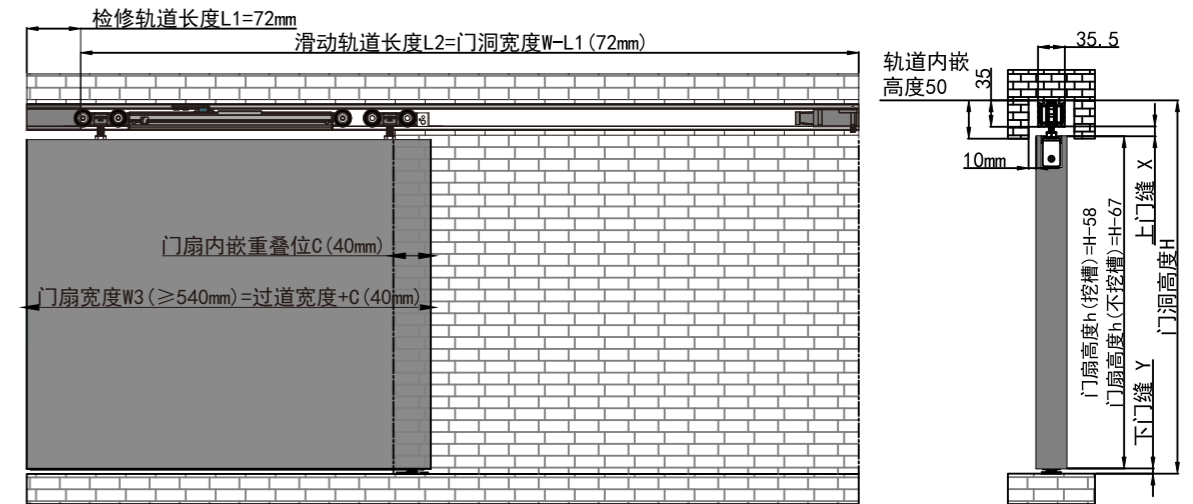 检修轨道长度L1=72mm
滑动轨道长度L2=门洞宽度W-L1(72mm)
门扇内嵌重叠位C(40mm)
门扇宽度W3(≥540mm)=过道宽度+C(40mm)
35.5
轨道内嵌
高度50
35
10mm
上门缝 X
门扇高度h(挖槽)=H-58
门扇高度h(不挖槽)=H-67
门洞高度H
下门缝 Y